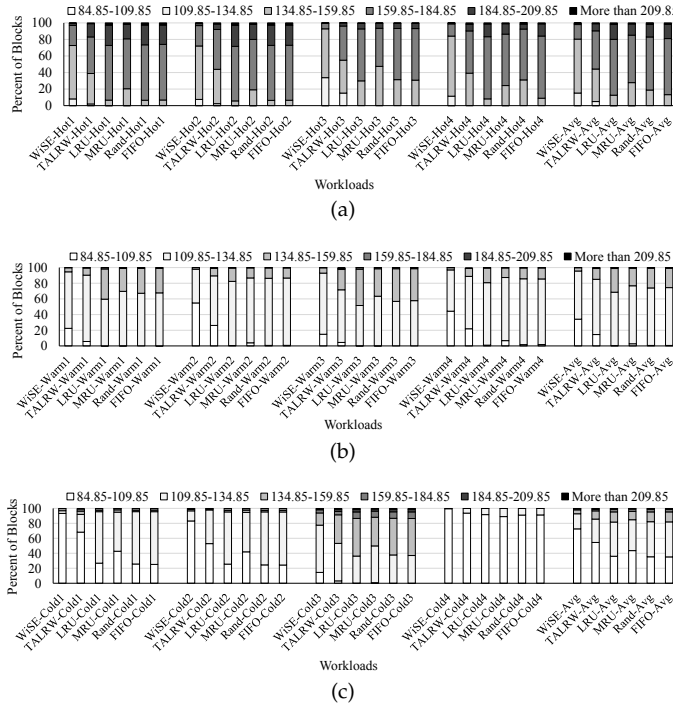 84.85-109.85 109.85-134.85 134.85-159.85 159.85-184.85 184.85-209.85 More than 209.85
Percent of Blocks
100
80
60
40
20
0
WiSE-Hot1 TALRW-Hot1 LRU-Hot1 MRU-Hot1 Rand-Hot1 FIFO-Hot1 WiSE-Hot2 TALRW-Hot2 LRU-Hot2 MRU-Hot2 Rand-Hot2 FIFO-Hot2 WiSE-Hot3 TALRW-Hot3 LRU-Hot3 MRU-Hot3 Rand-Hot3 FIFO-Hot3 WiSE-Hot4 TALRW-Hot4 LRU-Hot4 MRU-Hot4 Rand-Hot4 FIFO-Hot4 WiSE-Avg TALRW-Avg LRU-Avg MRU-Avg Rand-Avg FIFO-Avg
Workloads
(a)
84.85-109.85 109.85-134.85 134.85-159.85 159.85-184.85 184.85-209.85 More than 209.85
Percent of Blocks
100
80
60
40
20
0
WiSE-Warm1 TALRW-Warm1 LRU-Warm1 MRU-Warm1 Rand-Warm1 FIFO-Warm1 WiSE-Warm2 TALRW-Warm2 LRU-Warm2 MRU-Warm2 Rand-Warm2 FIFO-Warm2 WiSE-Warm3 TALRW-Warm3 LRU-Warm3 MRU-Warm3 Rand-Warm3 FIFO-Warm3 WiSE-Warm4 TALRW-Warm4 LRU-Warm4 MRU-Warm4 Rand-Warm4 FIFO-Warm4 WiSE-Avg TALRW-Avg LRU-Avg MRU-Avg Rand-Avg FIFO-Avg
Workloads
(b)
84.85-109.85 109.85-134.85 134.85-159.85 159.85-184.85 184.85-209.85 More than 209.85
Percent of Blocks
100
80
60
40
20
0
WiSE-Cold1 TALRW-Cold1 LRU-Cold1 MRU-Cold1 Rand-Cold1 FIFO-Cold1 WiSE-Cold2 TALRW-Cold2 LRU-Cold2 MRU-Cold2 Rand-Cold2 FIFO-Cold2 WiSE-Cold3 TALRW-Cold3 LRU-Cold3 MRU-Cold3 Rand-Cold3 FIFO-Cold3 WiSE-Cold4 TALRW-Cold4 LRU-Cold4 MRU-Cold4 Rand-Cold4 FIFO-Cold4 WiSE-Avg TALRW-Avg LRU-Avg MRU-Avg Rand-Avg FIFO-Avg
Workloads
(c)